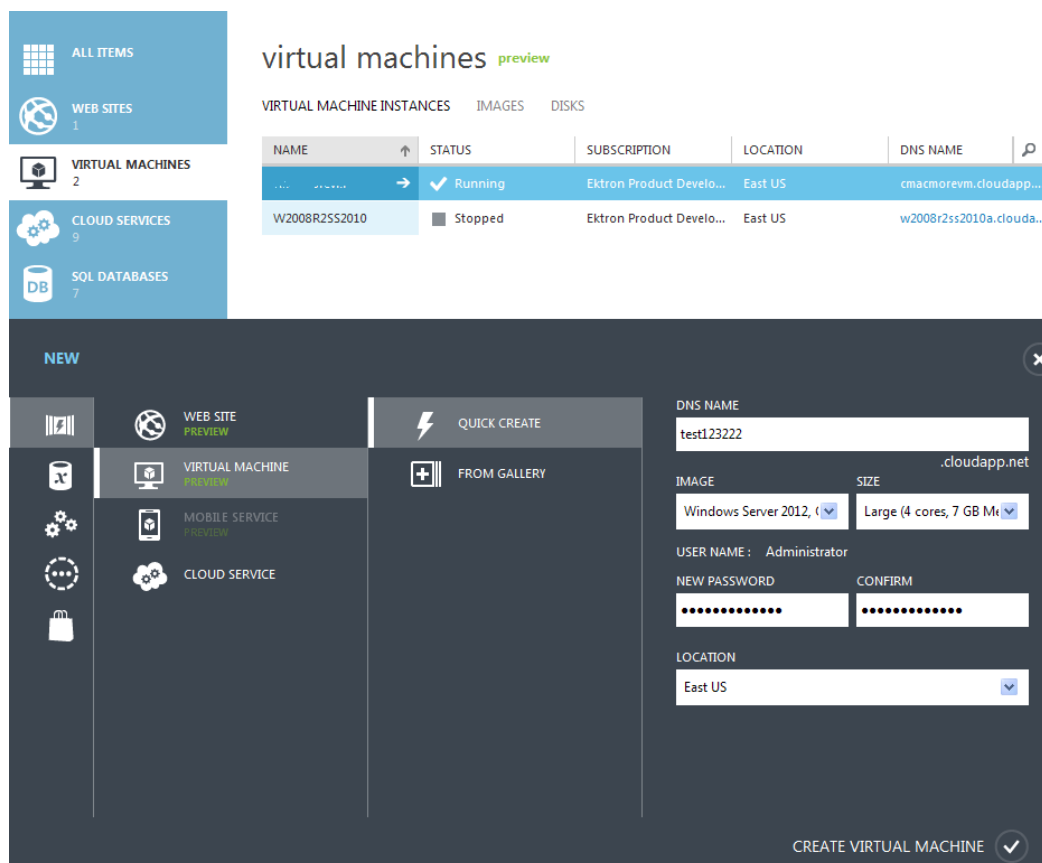 ALL ITEMS
WEB SITES
1
VIRTUAL MACHINES
2
CLOUD SERVICES
9
SQL DATABASES
7
DB
virtual machines preview
VIRTUAL MACHINE INSTANCES IMAGES DISKS
NAME STATUS SUBSCRIPTION LOCATION DNS NAME
Running Ektron Product Develo... East US cmacmorevm.cloudapp...
W2008R2SS2010 Stopped Ektron Product Develo... East US w2008r2ss2010a.clouda...
NEW
WEB SITE
PREVIEW
VIRTUAL MACHINE
PREVIEW
MOBILE SERVICE
PREVIEW
CLOUD SERVICE
QUICK CREATE
FROM GALLERY
DNS NAME
test123222
.cloudapp.net
IMAGE SIZE
Windows Server 2012, Large (4 cores, 7 GB
USER NAME : Administrator
NEW PASSWORD CONFIRM
LOCATION
East US
CREATE VIRTUAL MACHINE